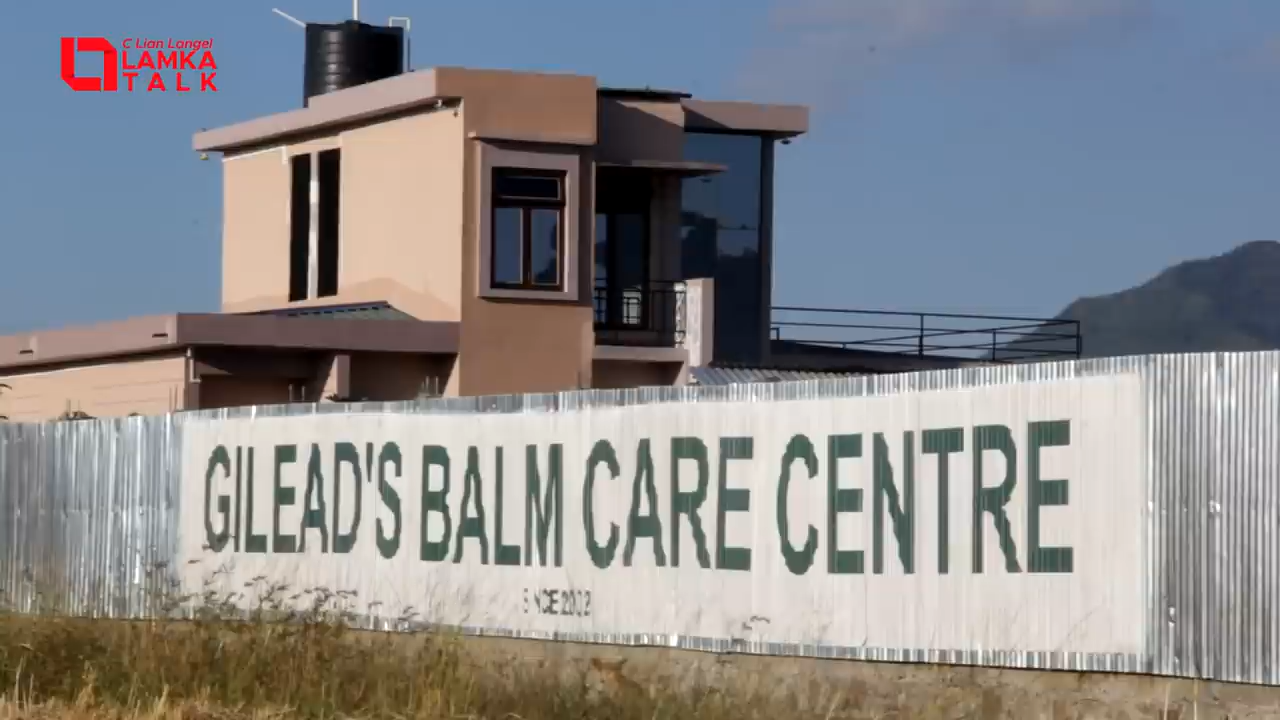 C Lian Langel
LAMKA
TALK
GILEAD'S BALM CARE CENTRE
SINCE 2002